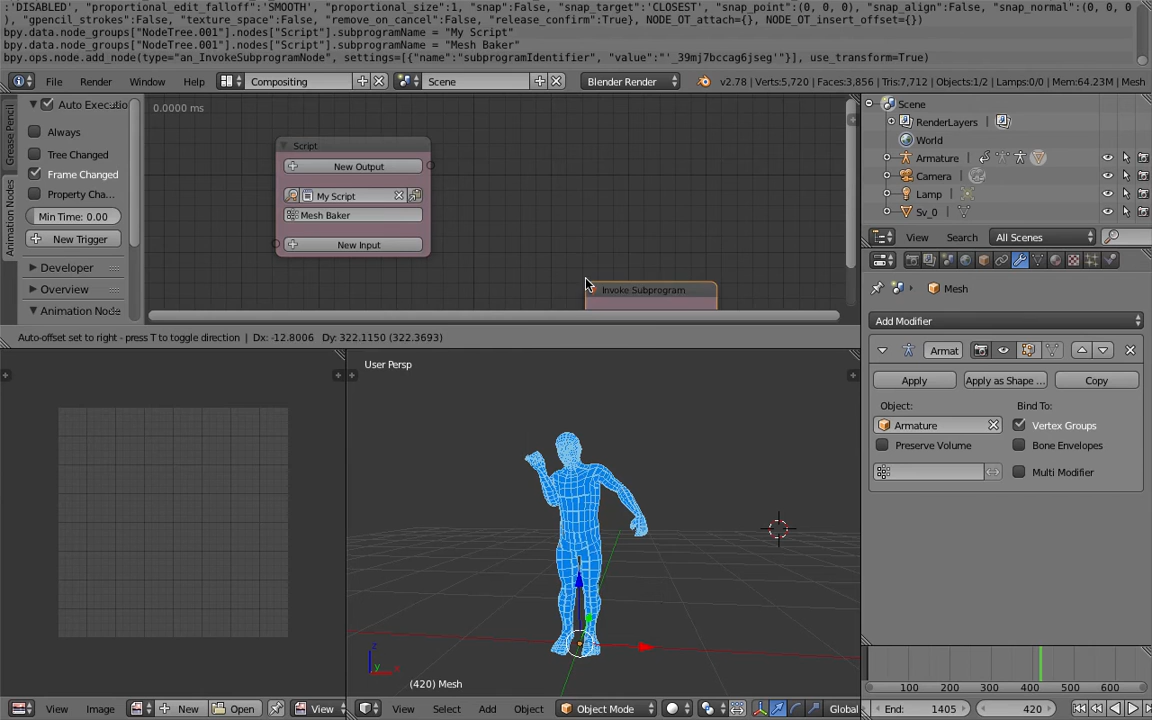 :'DISABLED', "proportional_edit_falloff":'SMOOTH', "proportional_size":1, "snap":False, "snap_target":'CLOSEST', "snap_point":(0, 0, 0), "snap_align":False, "snap_normal":(0, 0, 0
), "gpencil_strokes":False, "texture_space":False, "remove_on_cancel":False, "release_confirm":True}, NODE_OT_attach={}, NODE_OT_insert_offset={})
bpy.data.node_groups["NodeTree.001"].nodes["Script"].subprogramName = "My Script"
bpy.data.node_groups["NodeTree.001"].nodes["Script"].subprogramName = "Mesh Baker"
bpy.ops.node.add_node(type="an_InvokeSubprogramNode", settings=[{"name":"subprogramIdentifier", "value":"'_39mj7bccag6jseg'"}], use_transform=True)
File Render Window Help Compositing Scene Blender Render v2.78 | Verts:5,720 | Faces:3,856 | Tris:7,712 | Objects:1/2 | Lamps:0/0 | Mem:64.23M | Mesh
Grease Pencil
Animation Nodes
Auto Executio
Always
Tree Changed
Frame Changed
Property Cha...
Min Time: 0.00
New Trigger
Developer
Overview
Animation Node
0.0000 ms
Script
New Output
My Script
Mesh Baker
New Input
Invoke Subprogram
Auto-offset set to right - press T to toggle direction | Dx: -12.8006 Dy: 322.1150 (322.3693)
Scene
RenderLayers
World
Armature
Camera
Lamp
Sv_0
View Search All Scenes
Mesh
Add Modifier
Armat
Apply Apply as Shape ... Copy
Object: Bind To:
Armature Vertex Groups
Preserve Volume Bone Envelopes
Multi Modifier
User Persp
z
y
x
(420) Mesh
100 200 300 400 500 600
View Image New Open View
View Select Add Object Object Mode Global
End: 1405 420